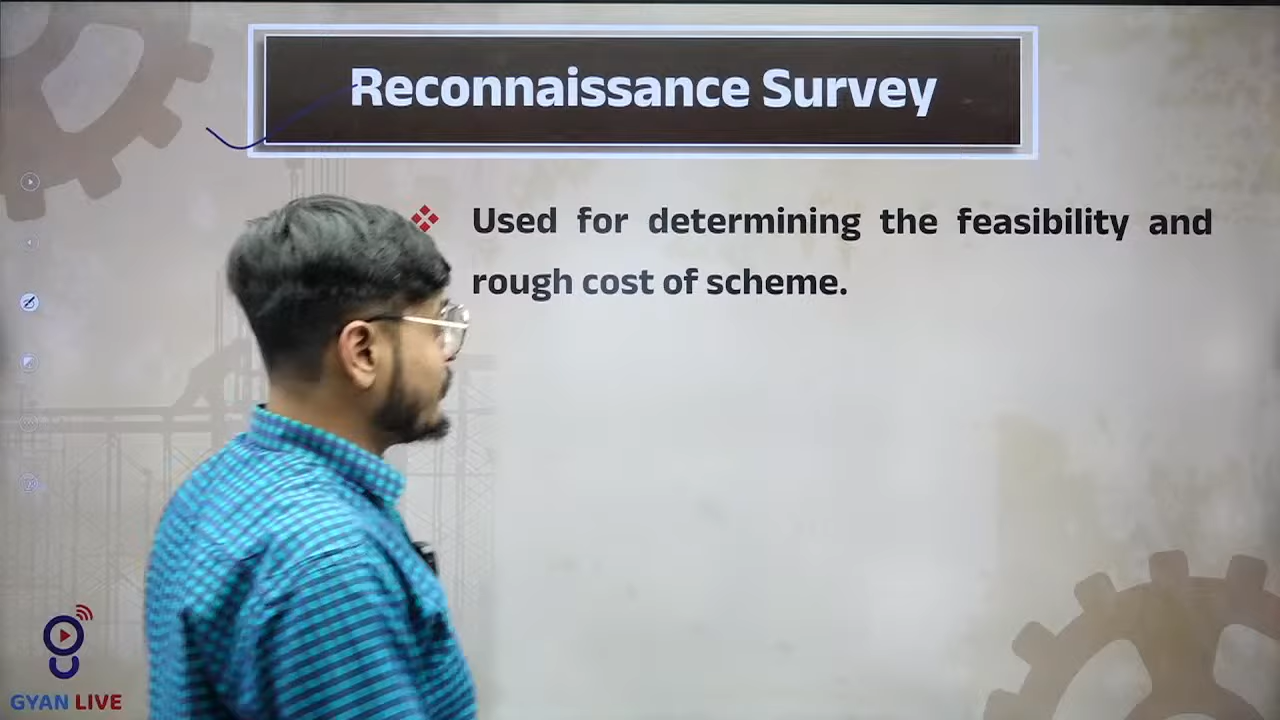 Reconnaissance Survey
Used for determining the feasibility and
rough cost of scheme.
GYAN LIVE